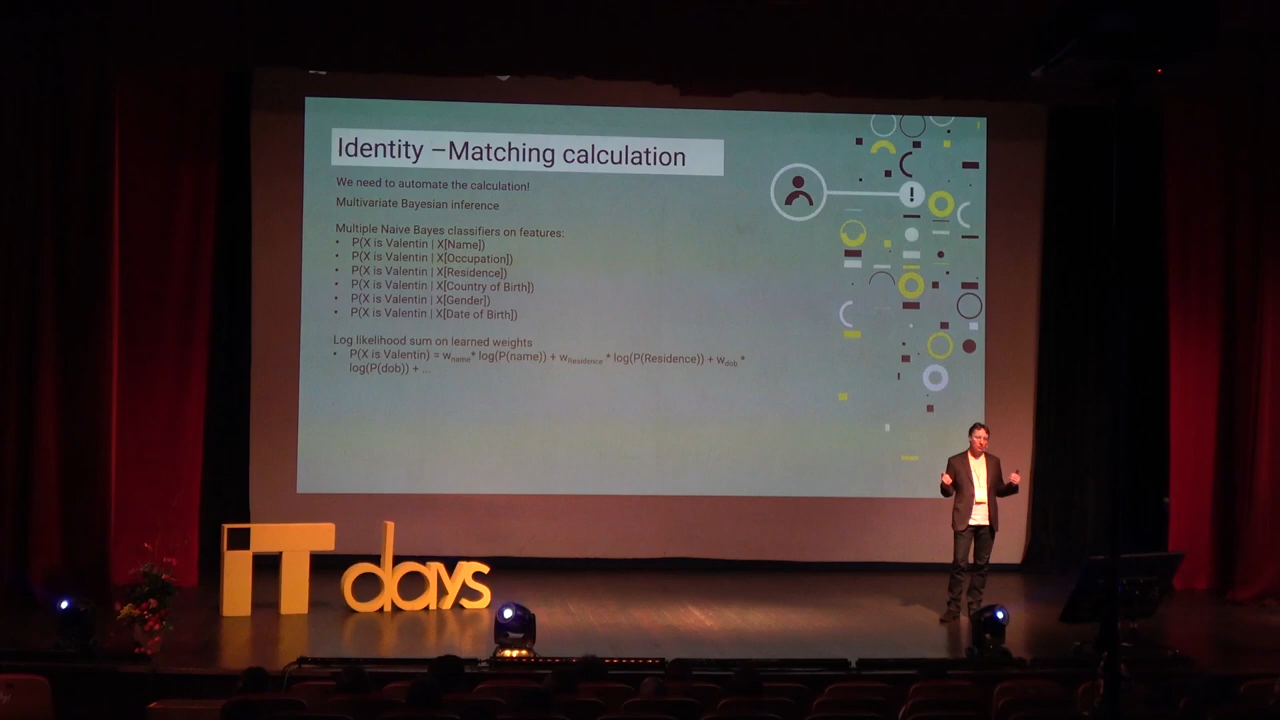 Identity –Matching calculation
We need to automate the calculation!
Multivariate Bayesian inference
Multiple Naive Bayes classifiers on features:
• P(X is Valentin | X[Name])
• P(X is Valentin | X[Occupation])
• P(X is Valentin | X[Residence])
• P(X is Valentin | X[Country of Birth])
• P(X is Valentin | X[Gender])
• P(X is Valentin | X[Date of Birth])
Log likelihood sum on learned weights
• P(X is Valentin) = wname* log(P(name)) + wResidence * log(P(Residence)) + wdob *
log(P(dob)) + ...
!
iT days